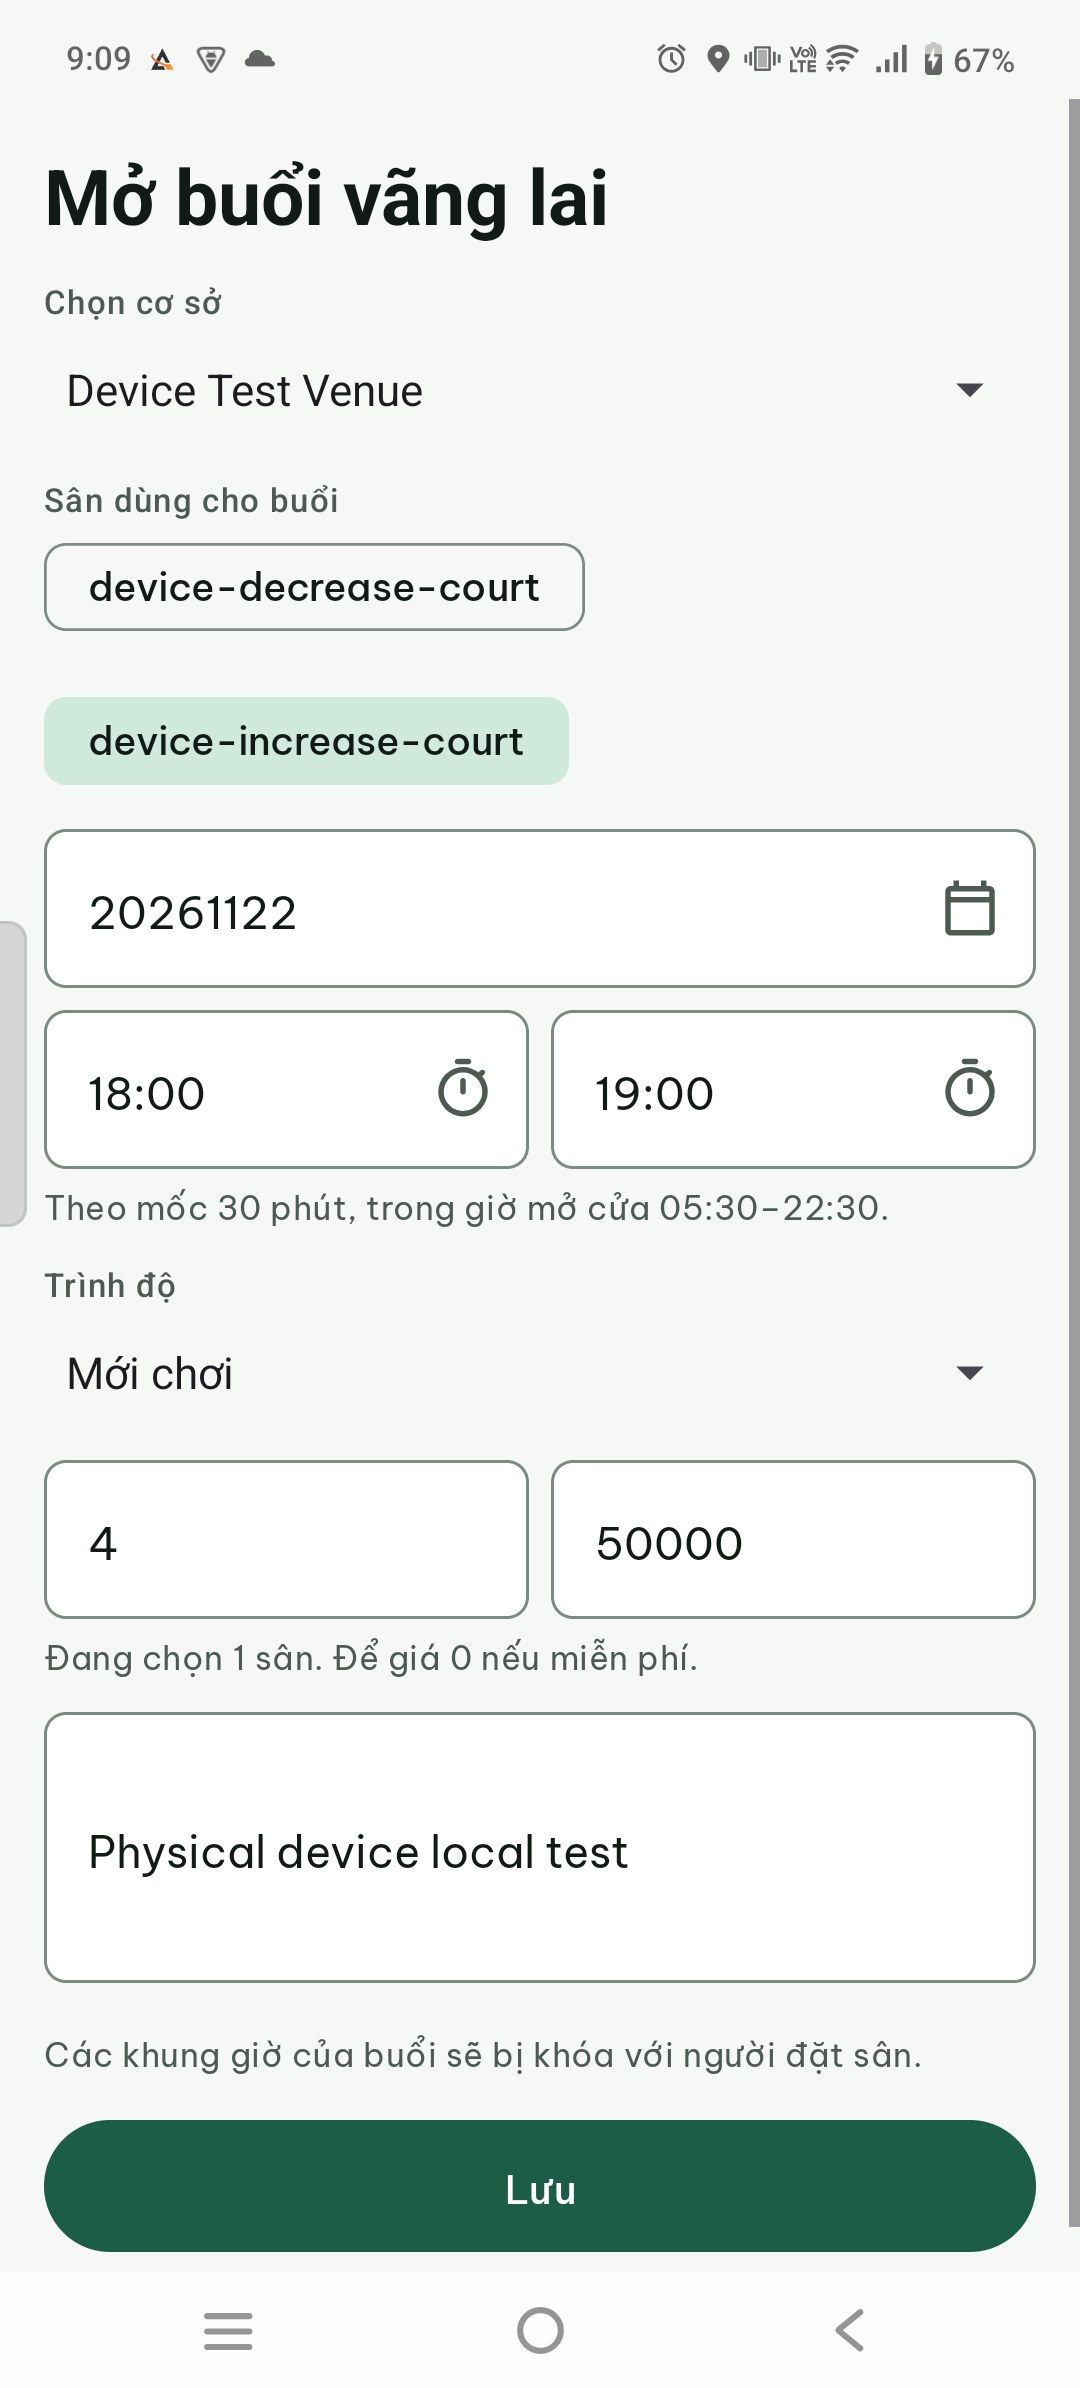 9:09
VoLTE 67%
Mở buổi vãng lai
Chọn cơ sở
Device Test Venue
Sân dùng cho buổi
device-decrease-court
device-increase-court
20261122
18:00 19:00
Theo mốc 30 phút, trong giờ mở cửa 05:30–22:30.
Trình độ
Mới chơi
4 50000
Đang chọn 1 sân. Để giá 0 nếu miễn phí.
Physical device local test
Các khung giờ của buổi sẽ bị khóa với người đặt sân.
Lưu